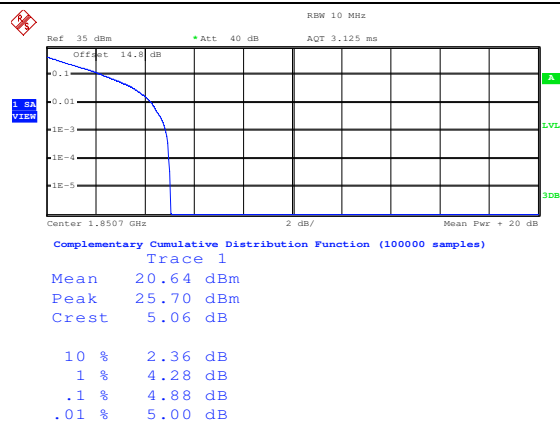 RBW 10 MHz
Ref 35 dBm * Att 40 dB AQT 3.125 ms
Offset 14.8 dB
0.1
A
0.01
1 SA
VIEW
1E-3
LVL
1E-4
1E-5
3DB
Center 1.8507 GHz 2 dB/ Mean Pwr + 20 dB
Complementary Cumulative Distribution Function (100000 samples)
Trace 1
Mean 20.64 dBm
Peak 25.70 dBm
Crest 5.06 dB
10 % 2.36 dB
1 % 4.28 dB
.1 % 4.88 dB
.01 % 5.00 dB